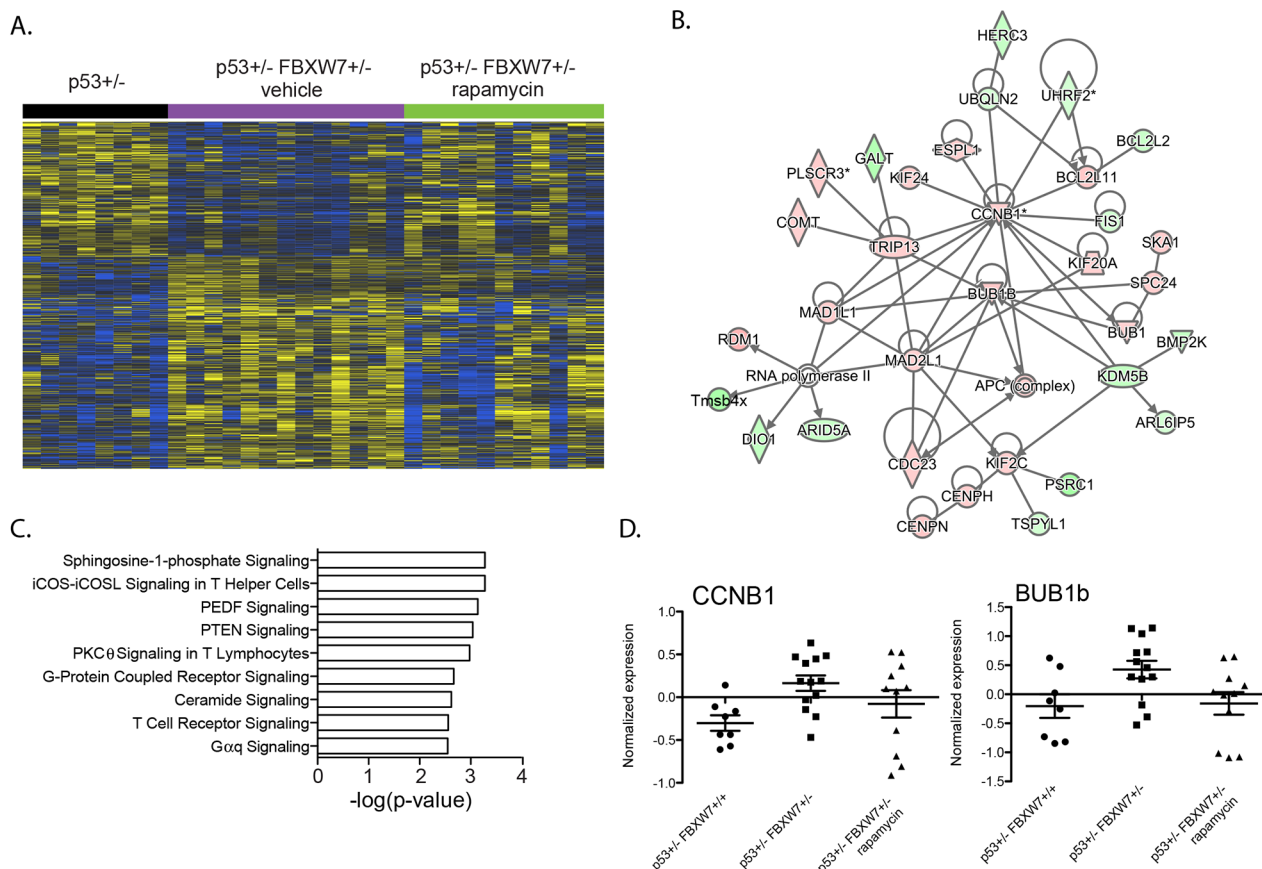 A.
p53+/-
p53+/- FBXW7+/-
vehicle
p53+/- FBXW7+/-
rapamycin
B.
HERC3
UBQLN2
UHRF2*
ESPL1
BCL2L2
GALT
PLSCR3*
KIF24
BCL2L11
CCNB1*
FIS1
COMT
TRIP13
SKA1
KIF20A
SPC24
BUB1B
MAD1L1
BUB1
RDM1
BMP2K
MAD2L1
RNA polymerase II
APC (complex)
KDM5B
Tmsb4x
ARL6IP5
DIO1
ARID5A
CDC23
KIF2C
PSRC1
CENPH
CENPN
TSPYL1
C.
Sphingosine-1-phosphate Signaling
iCOS-iCOSL Signaling in T Helper Cells
PEDF Signaling
PTEN Signaling
PKCθ Signaling in T Lymphocytes
G-Protein Coupled Receptor Signaling
Ceramide Signaling
T Cell Receptor Signaling
Gαq Signaling
0 1 2 3 4
-log(p-value)
D.
CCNB1
Normalized expression
1.0
0.5
0.0
-0.5
-1.0
p53+/- FBXW7+/+
p53+/- FBXW7+/-
p53+/- FBXW7+/-
rapamycin
BUB1b
Normalized expression
1.5
1.0
0.5
0.0
-0.5
-1.0
-1.5
p53+/- FBXW7+/+
p53+/- FBXW7+/-
p53+/- FBXW7+/-
rapamycin